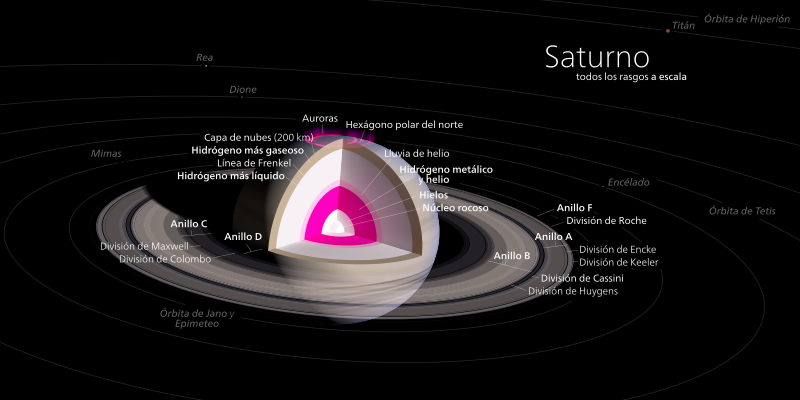 Órbita de Hiperión
Titán
Saturno
todos los rasgos a escala
Rea
Dione
Auroras
Hexágono polar del norte
Capa de nubes (200 km)
Hidrógeno más gaseoso
Lluvia de helio
Mimas
Línea de Frenkel
Hidrógeno metálico
y helio
Hidrógeno más líquido
Encélado
Hielos
Núcleo rocoso
Anillo F
Órbita de Tetis
División de Roche
Anillo C
Anillo D
Anillo A
División de Maxwell
División de Encke
División de Colombo
Anillo B
División de Keeler
División de Cassini
División de Huygens
Órbita de Jano y
Epimeteo